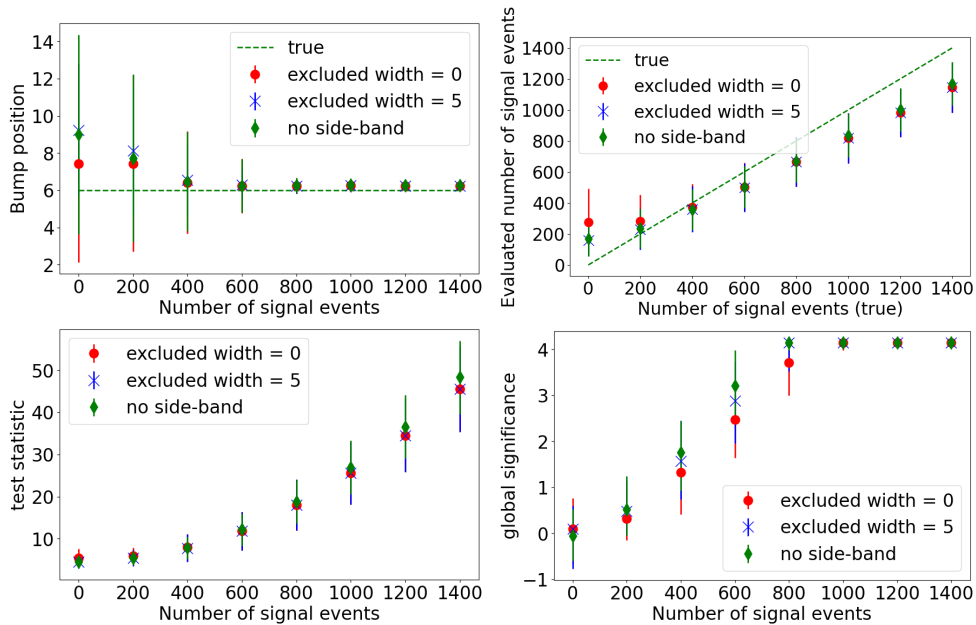 Bump position
14
12
10
8
6
4
2
true
excluded width = 0
excluded width = 5
no side-band
0 200 400 600 800 1000 1200 1400
Number of signal events
Evaluated number of signal events
1400
1200
1000
800
600
400
200
0
true
excluded width = 0
excluded width = 5
no side-band
0 200 400 600 800 1000 1200 1400
Number of signal events (true)
test statistic
50
40
30
20
10
excluded width = 0
excluded width = 5
no side-band
0 200 400 600 800 1000 1200 1400
Number of signal events
global significance
4
3
2
1
0
−1
excluded width = 0
excluded width = 5
no side-band
0 200 400 600 800 1000 1200 1400
Number of signal events